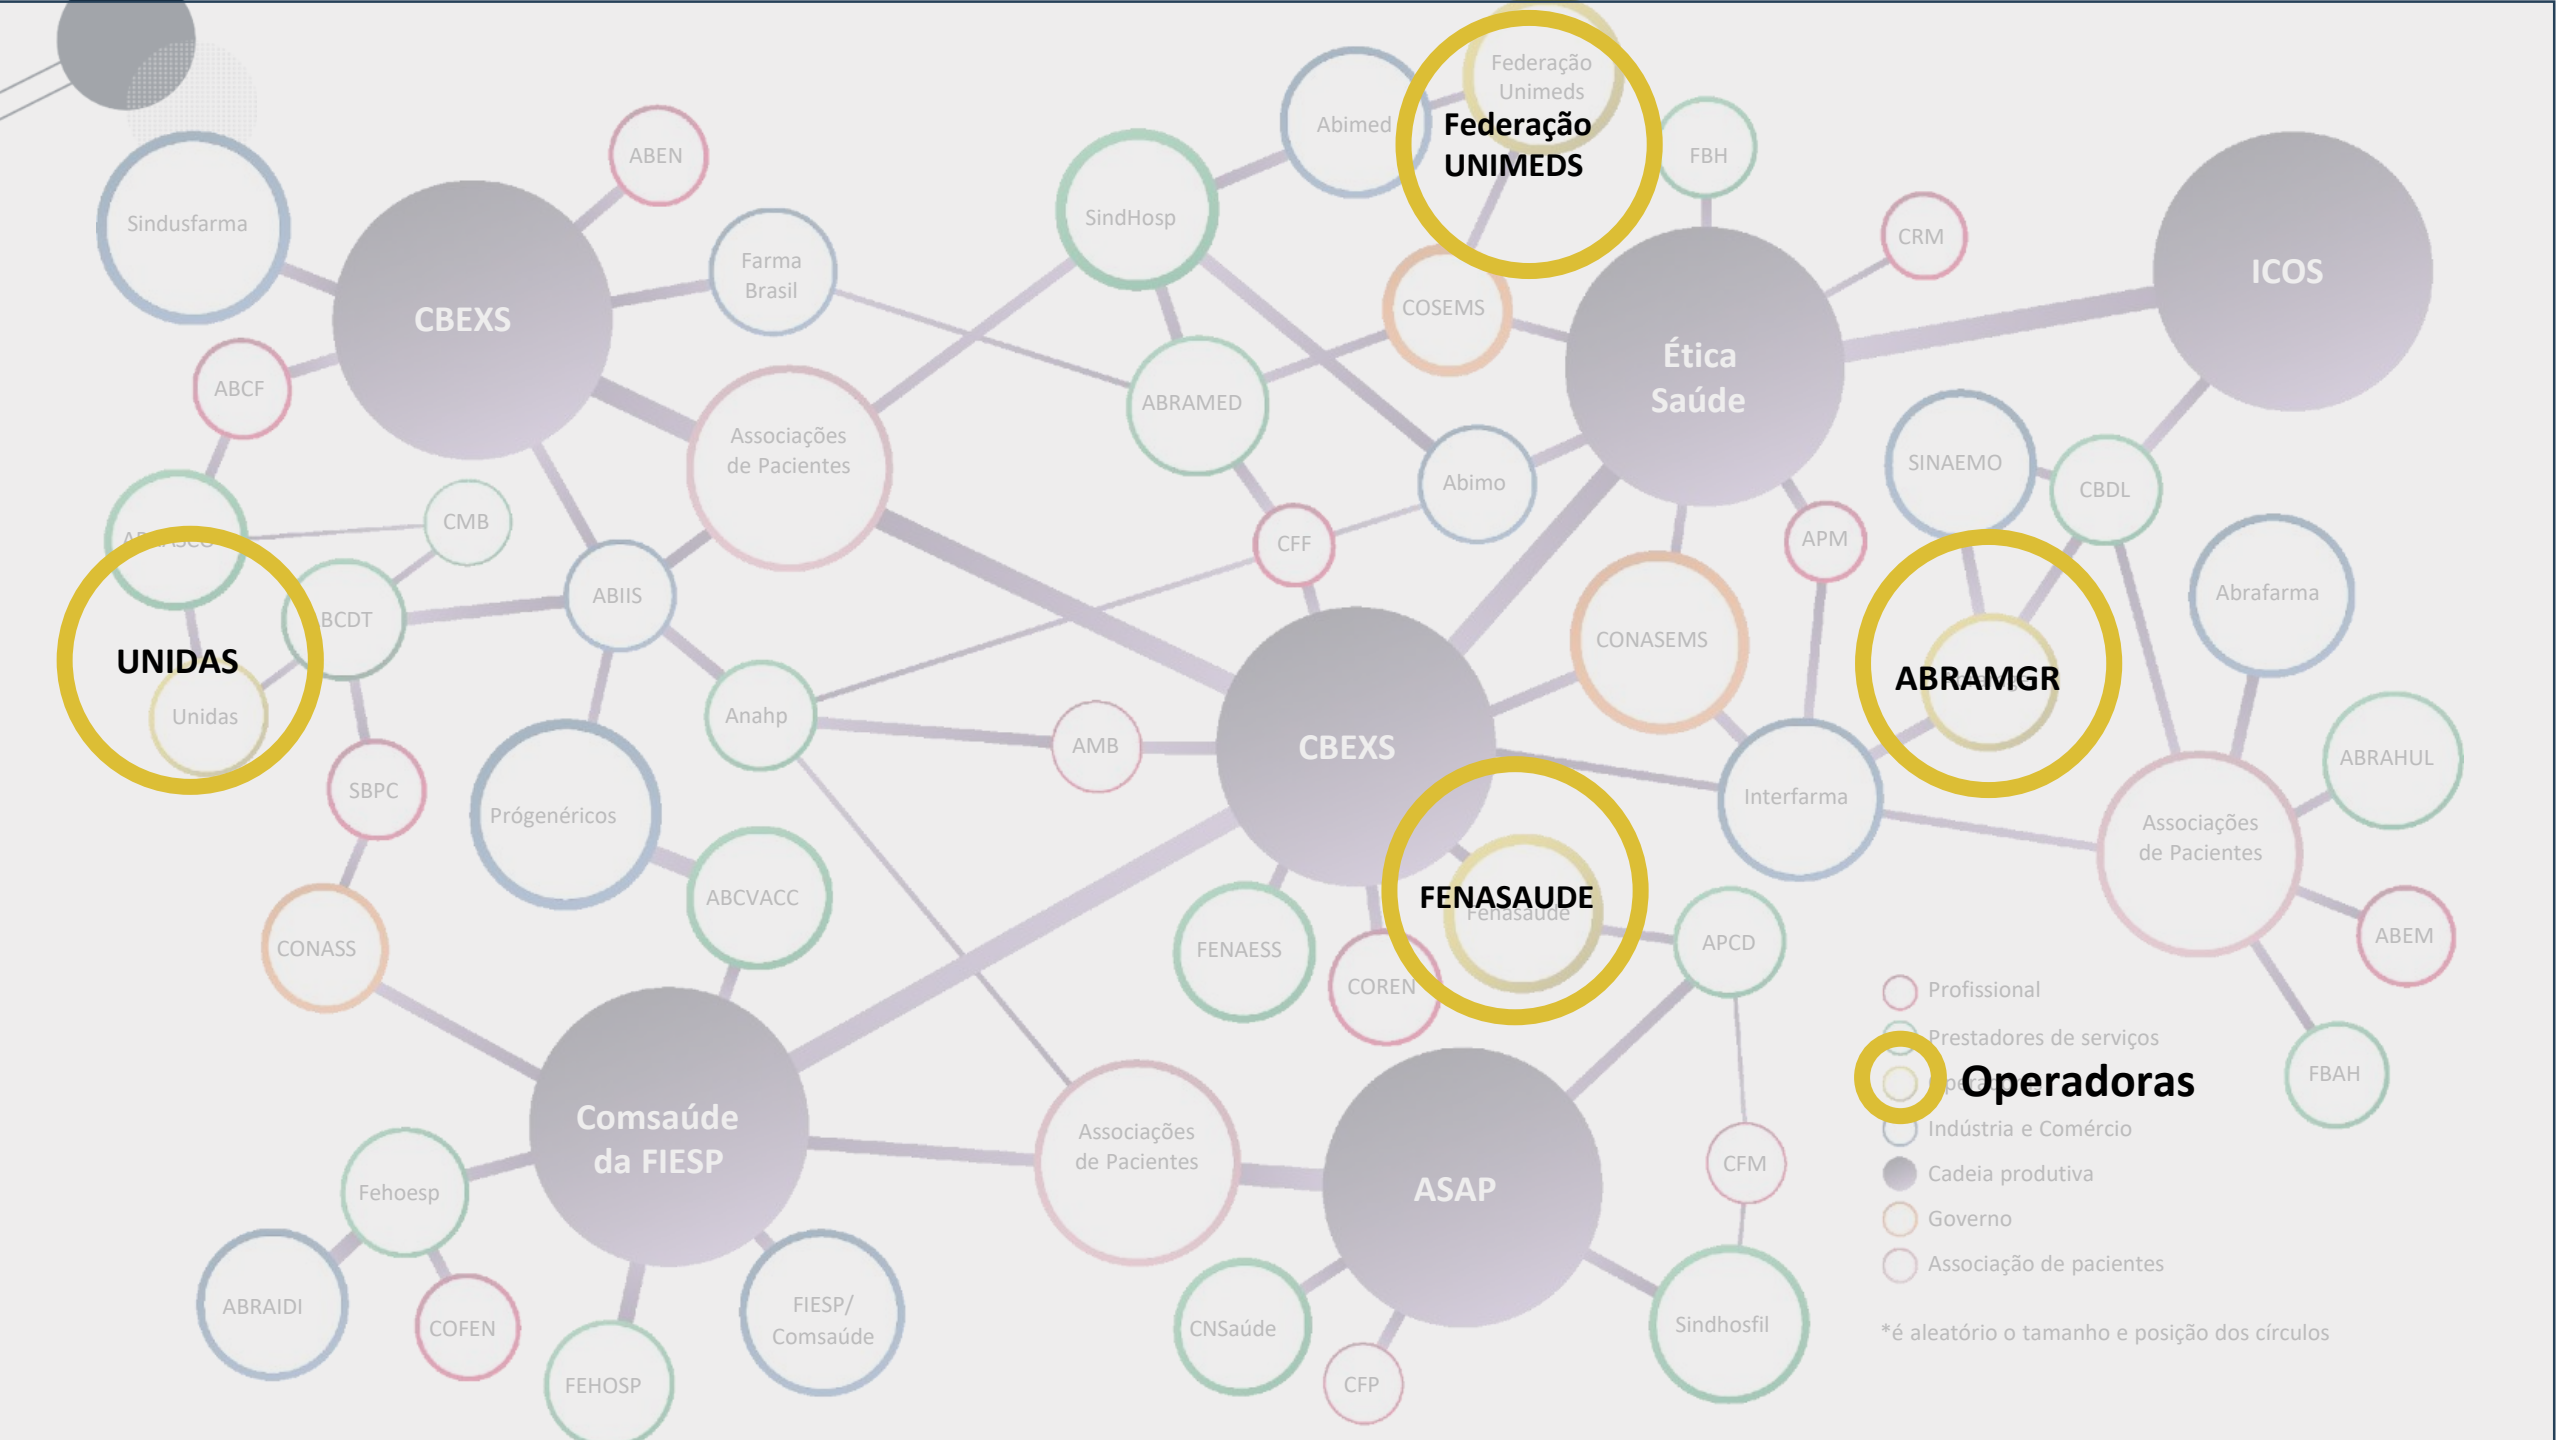 Federação
Unimeds
Federação
UNIMEDS
Abimed
ABEN
FBH
Sindusfarma
SindHosp
CRM
Farma
Brasil
ICOS
CBEXS
COSEMS
Ética
Saúde
ABCF
ABRAMED
Associações
de Pacientes
SINAEMO
Abimo
CBDL
CMB
CFF
APM
Abrafarma
ABIIS
BCDT
CONASEMS
UNIDAS
Unidas
ABRAMGR
Anahp
AMB
CBEXS
ABRAHUL
SBPC
Interfarma
Prógenéricos
Associações
de Pacientes
ABCVACC
FENASAUDE
Fenasaude
ABEM
CONASS
FENAESS
APCD
COREN
Profissional
Prestadores de serviços
Operadoras
FBAH
Indústria e Comércio
Cadeia produtiva
Governo
Associação de pacientes
*é aleatório o tamanho e posição dos círculos
Comsaúde
da FIESP
Associações
de Pacientes
CFM
ASAP
Fehoesp
ABRAIDI
COFEN
FIESP/
Comsaúde
CNSaúde
Sindhosfil
FEHOSP
CFP